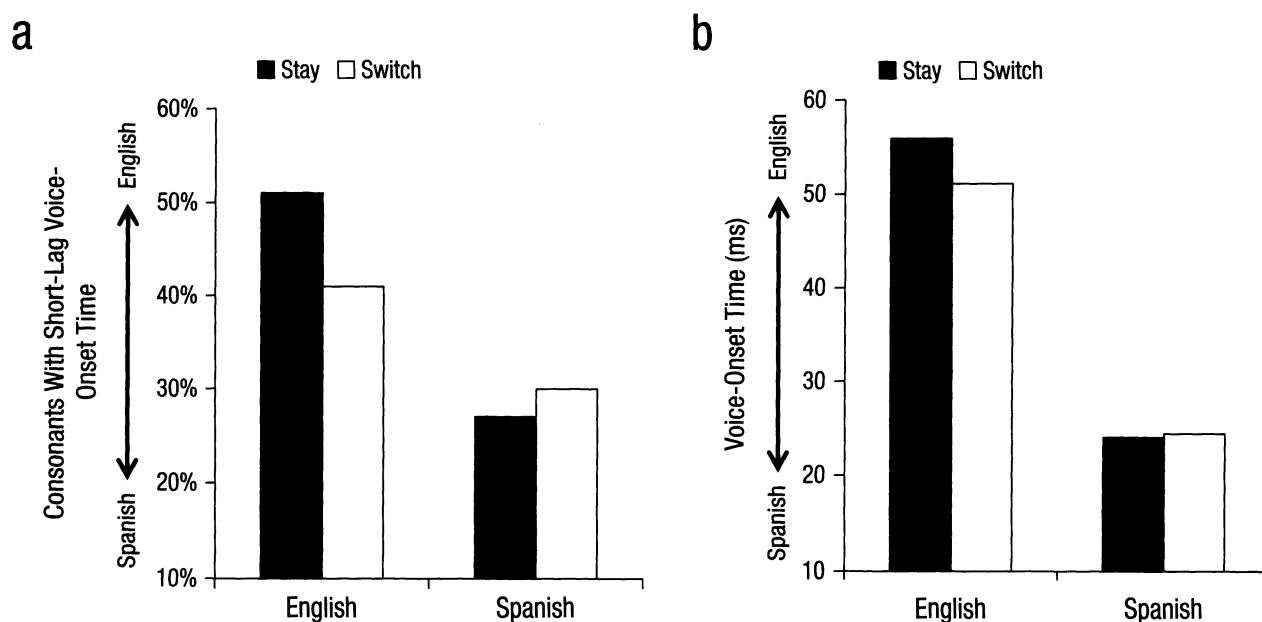 a
Stay Switch
60%
50%
40%
30%
20%
10%
Consonants With Short-Lag Voice-
Onset Time
English
Spanish
English Spanish
b
Stay Switch
60
50
40
30
20
10
Voice-Onset Time (ms)
English
Spanish
English Spanish